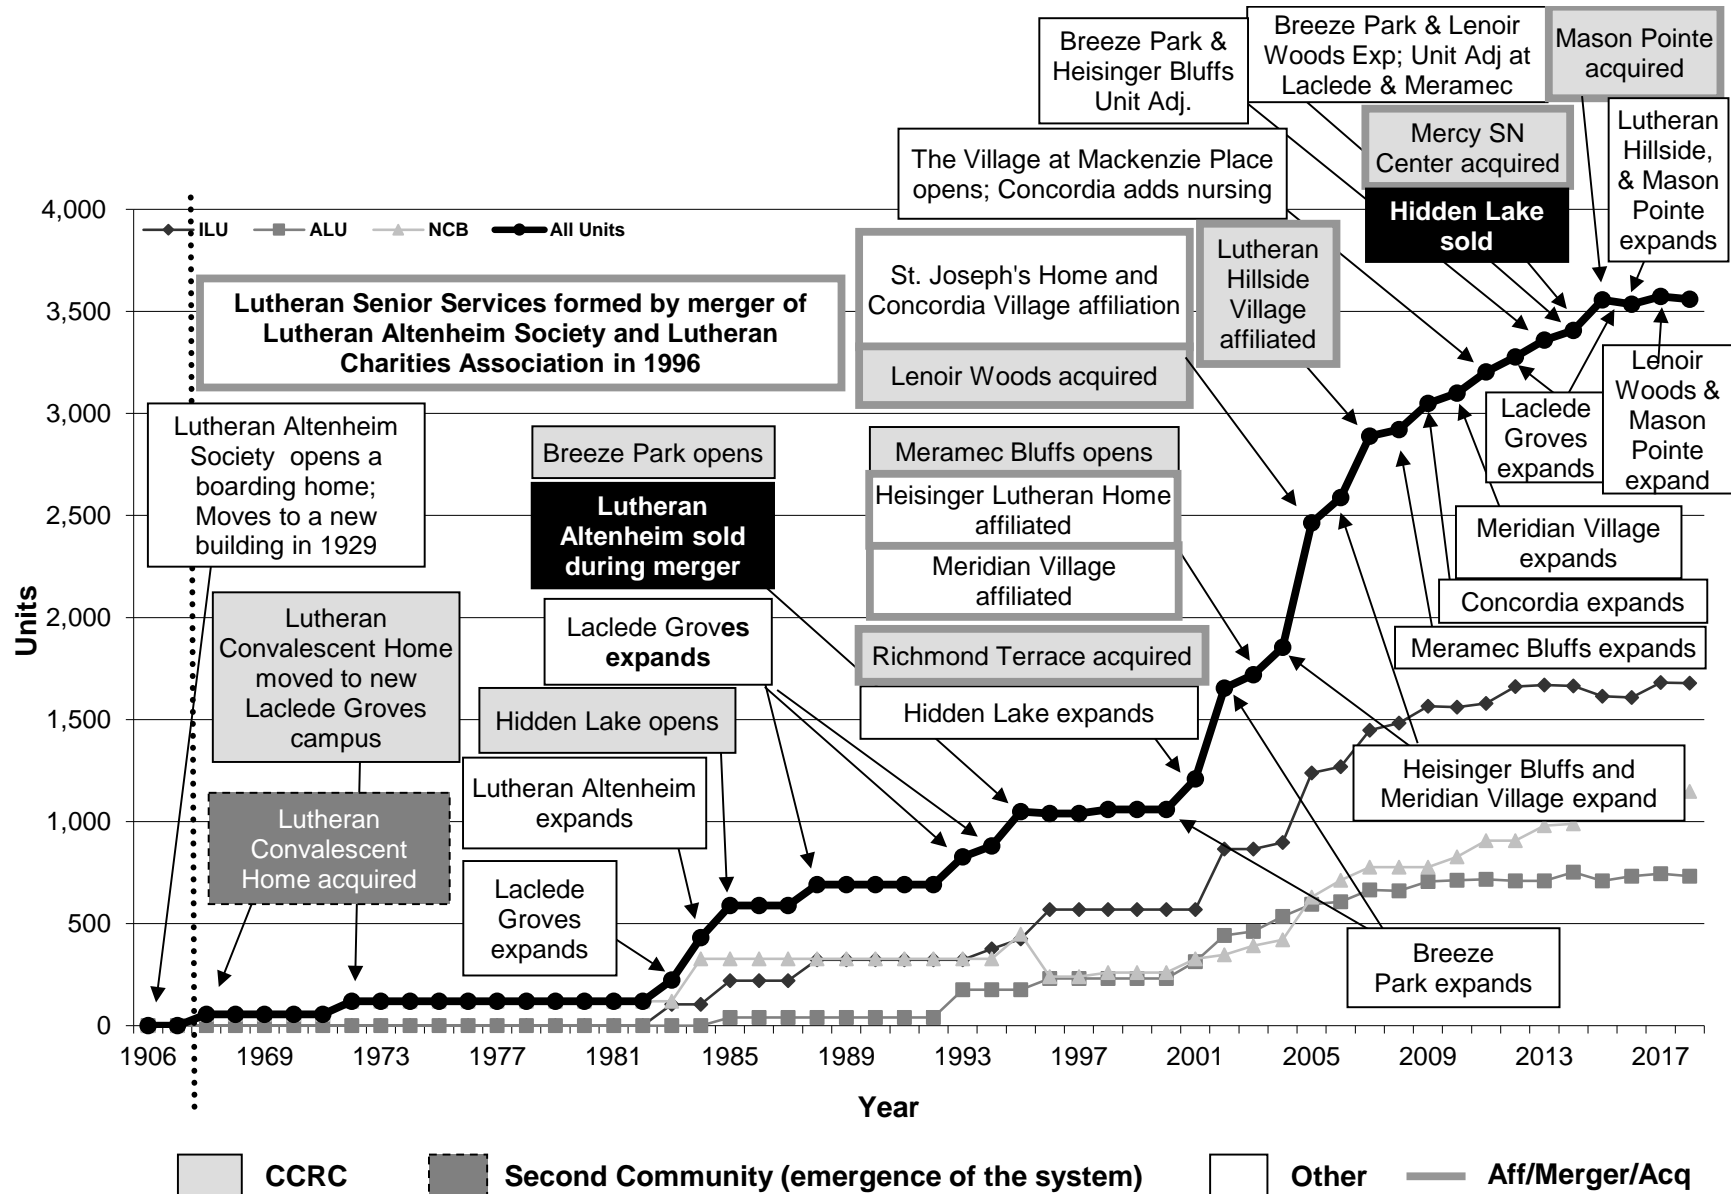 Breeze Park &
Heisinger Bluffs
Unit Adj.
Breeze Park & Lenoir
Woods Exp; Unit Adj at
Laclede & Meramec
Mason Pointe
acquired
Mercy SN
Center acquired
Lutheran
Hillside,
& Mason
Pointe
expands
The Village at Mackenzie Place
opens; Concordia adds nursing
Hidden Lake
sold
ILU
ALU
NCB
All Units
St. Joseph's Home and
Concordia Village affiliation
Lutheran
Hillside
Village
affiliated
Lutheran Senior Services formed by merger of
Lutheran Altenheim Society and Lutheran
Charities Association in 1996
Lenoir Woods acquired
Lenoir
Woods &
Mason
Pointe
expand
Laclede
Groves
expands
Lutheran Altenheim
Society  opens a
boarding home;
Moves to a new
building in 1929
Breeze Park opens
Meramec Bluffs opens
Lutheran
Altenheim sold
during merger
Heisinger Lutheran Home
affiliated
Meridian Village
affiliated
Meridian Village
expands
Concordia expands
Lutheran
Convalescent Home
moved to new
Laclede Groves
campus
Laclede Groves
expands
Richmond Terrace acquired
Meramec Bluffs expands
Hidden Lake opens
Hidden Lake expands
Heisinger Bluffs and
Meridian Village expand
Lutheran Altenheim
expands
Lutheran
Convalescent
Home acquired
Laclede
Groves
expands
Breeze
Park expands
Units
4,000
3,500
3,000
2,500
2,000
1,500
1,000
500
0
1906
1969
1973
1977
1981
1985
1989
1993
1997
2001
2005
2009
2013
2017
Year
CCRC
Second Community (emergence of the system)
Other
Aff/Merger/Acq